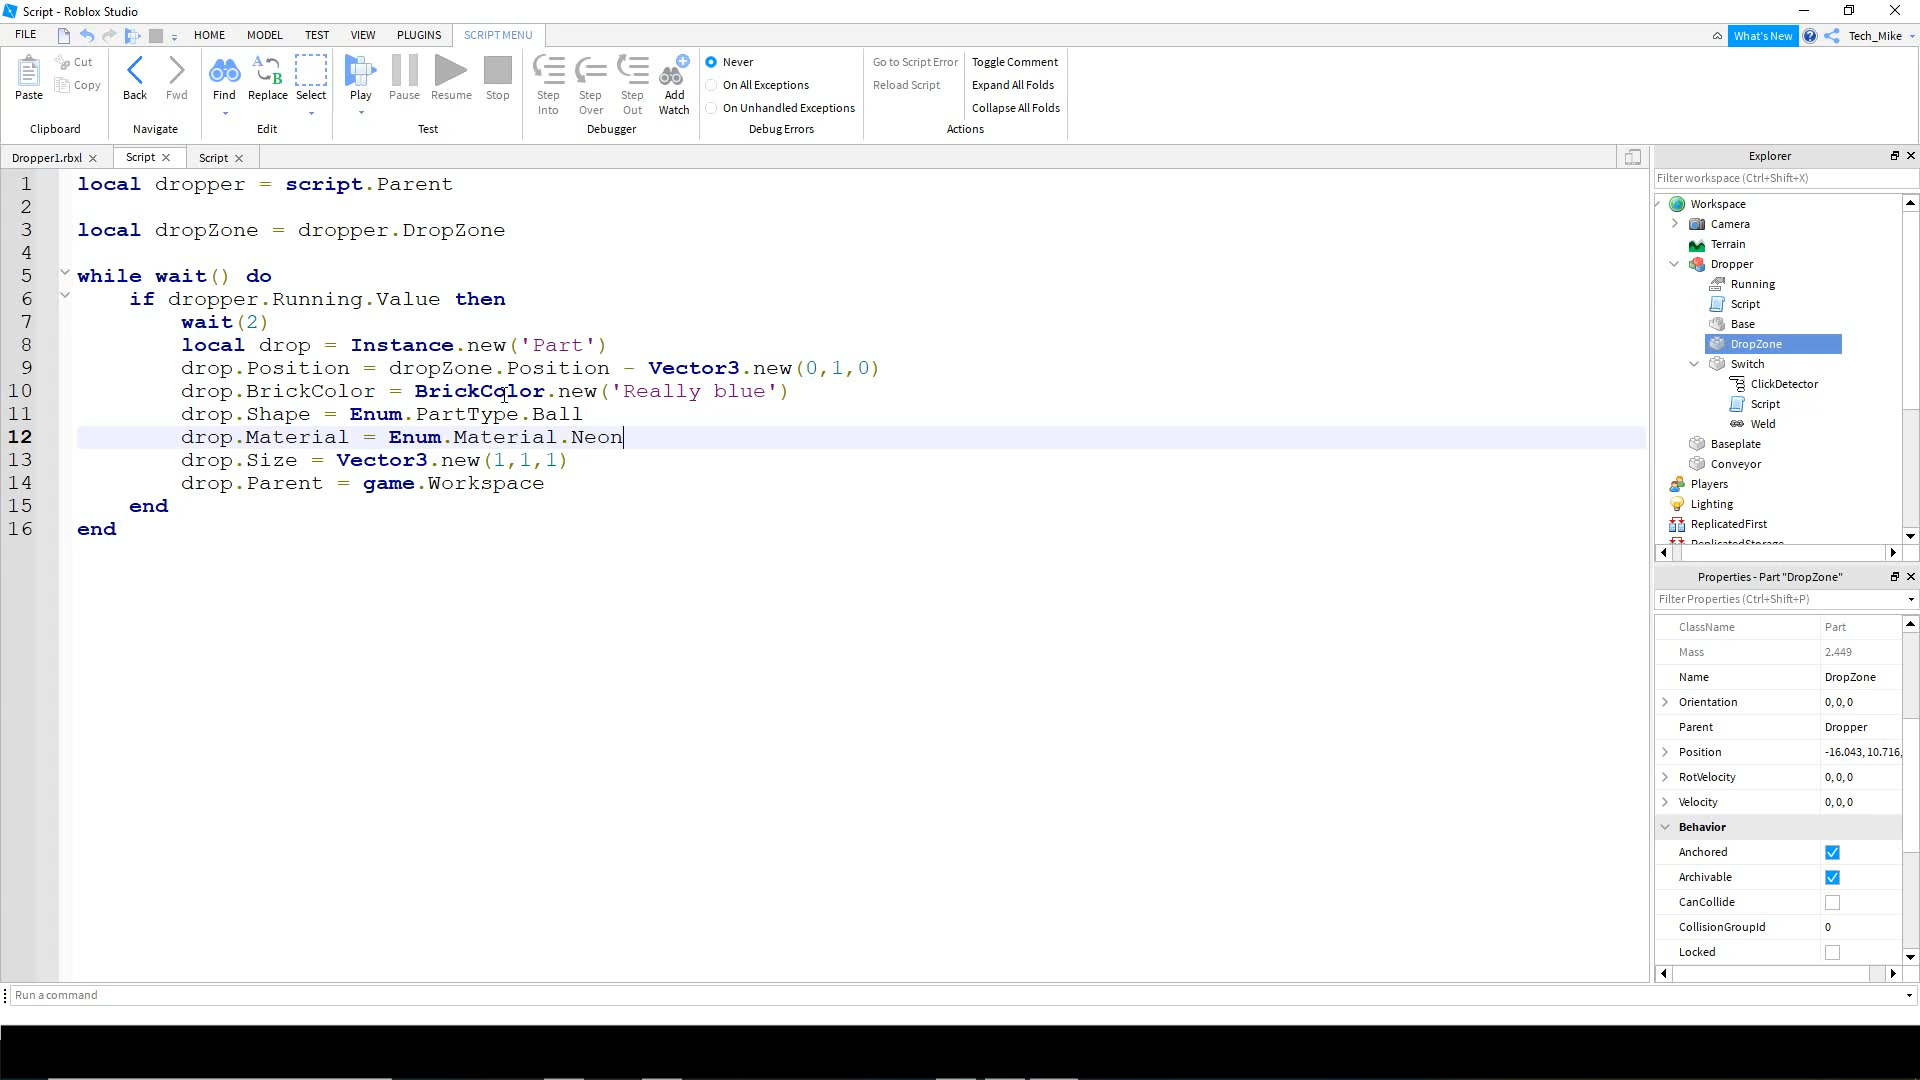 Script - Roblox Studio
FILE HOME MODEL TEST VIEW PLUGINS SCRIPT MENU What's New Tech_Mike
Paste Cut Copy Back Fwd Find Replace Select Play Pause Resume Stop Step Into Step Over Step Out Add Watch
Never
On All Exceptions
On Unhandled Exceptions
Go to Script Error
Reload Script
Toggle Comment
Expand All Folds
Collapse All Folds
Clipboard Navigate Edit Test Debugger Debug Errors Actions
Dropper1.rbxl Script Script
1 local dropper = script.Parent
2
3 local dropZone = dropper.DropZone
4
5 while wait() do
6 if dropper.Running.Value then
7 wait(2)
8 local drop = Instance.new('Part')
9 drop.Position = dropZone.Position - Vector3.new(0,1,0)
10 drop.BrickColor = BrickColor.new('Really blue')
11 drop.Shape = Enum.PartType.Ball
12 drop.Material = Enum.Material.Neon
13 drop.Size = Vector3.new(1,1,1)
14 drop.Parent = game.Workspace
15 end
16 end
Explorer
Filter workspace (Ctrl+Shift+X)
Workspace
Camera
Terrain
Dropper
Running
Script
Base
DropZone
Switch
ClickDetector
Script
Weld
Baseplate
Conveyor
Players
Lighting
ReplicatedFirst
ReplicatedStorage
Properties - Part "DropZone"
Filter Properties (Ctrl+Shift+P)
ClassName Part
Mass 2.449
Name DropZone
Orientation 0, 0, 0
Parent Dropper
Position -16.043, 10.716,
RotVelocity 0, 0, 0
Velocity 0, 0, 0
Behavior
Anchored
Archivable
CanCollide
CollisionGroupId 0
Locked
Run a command